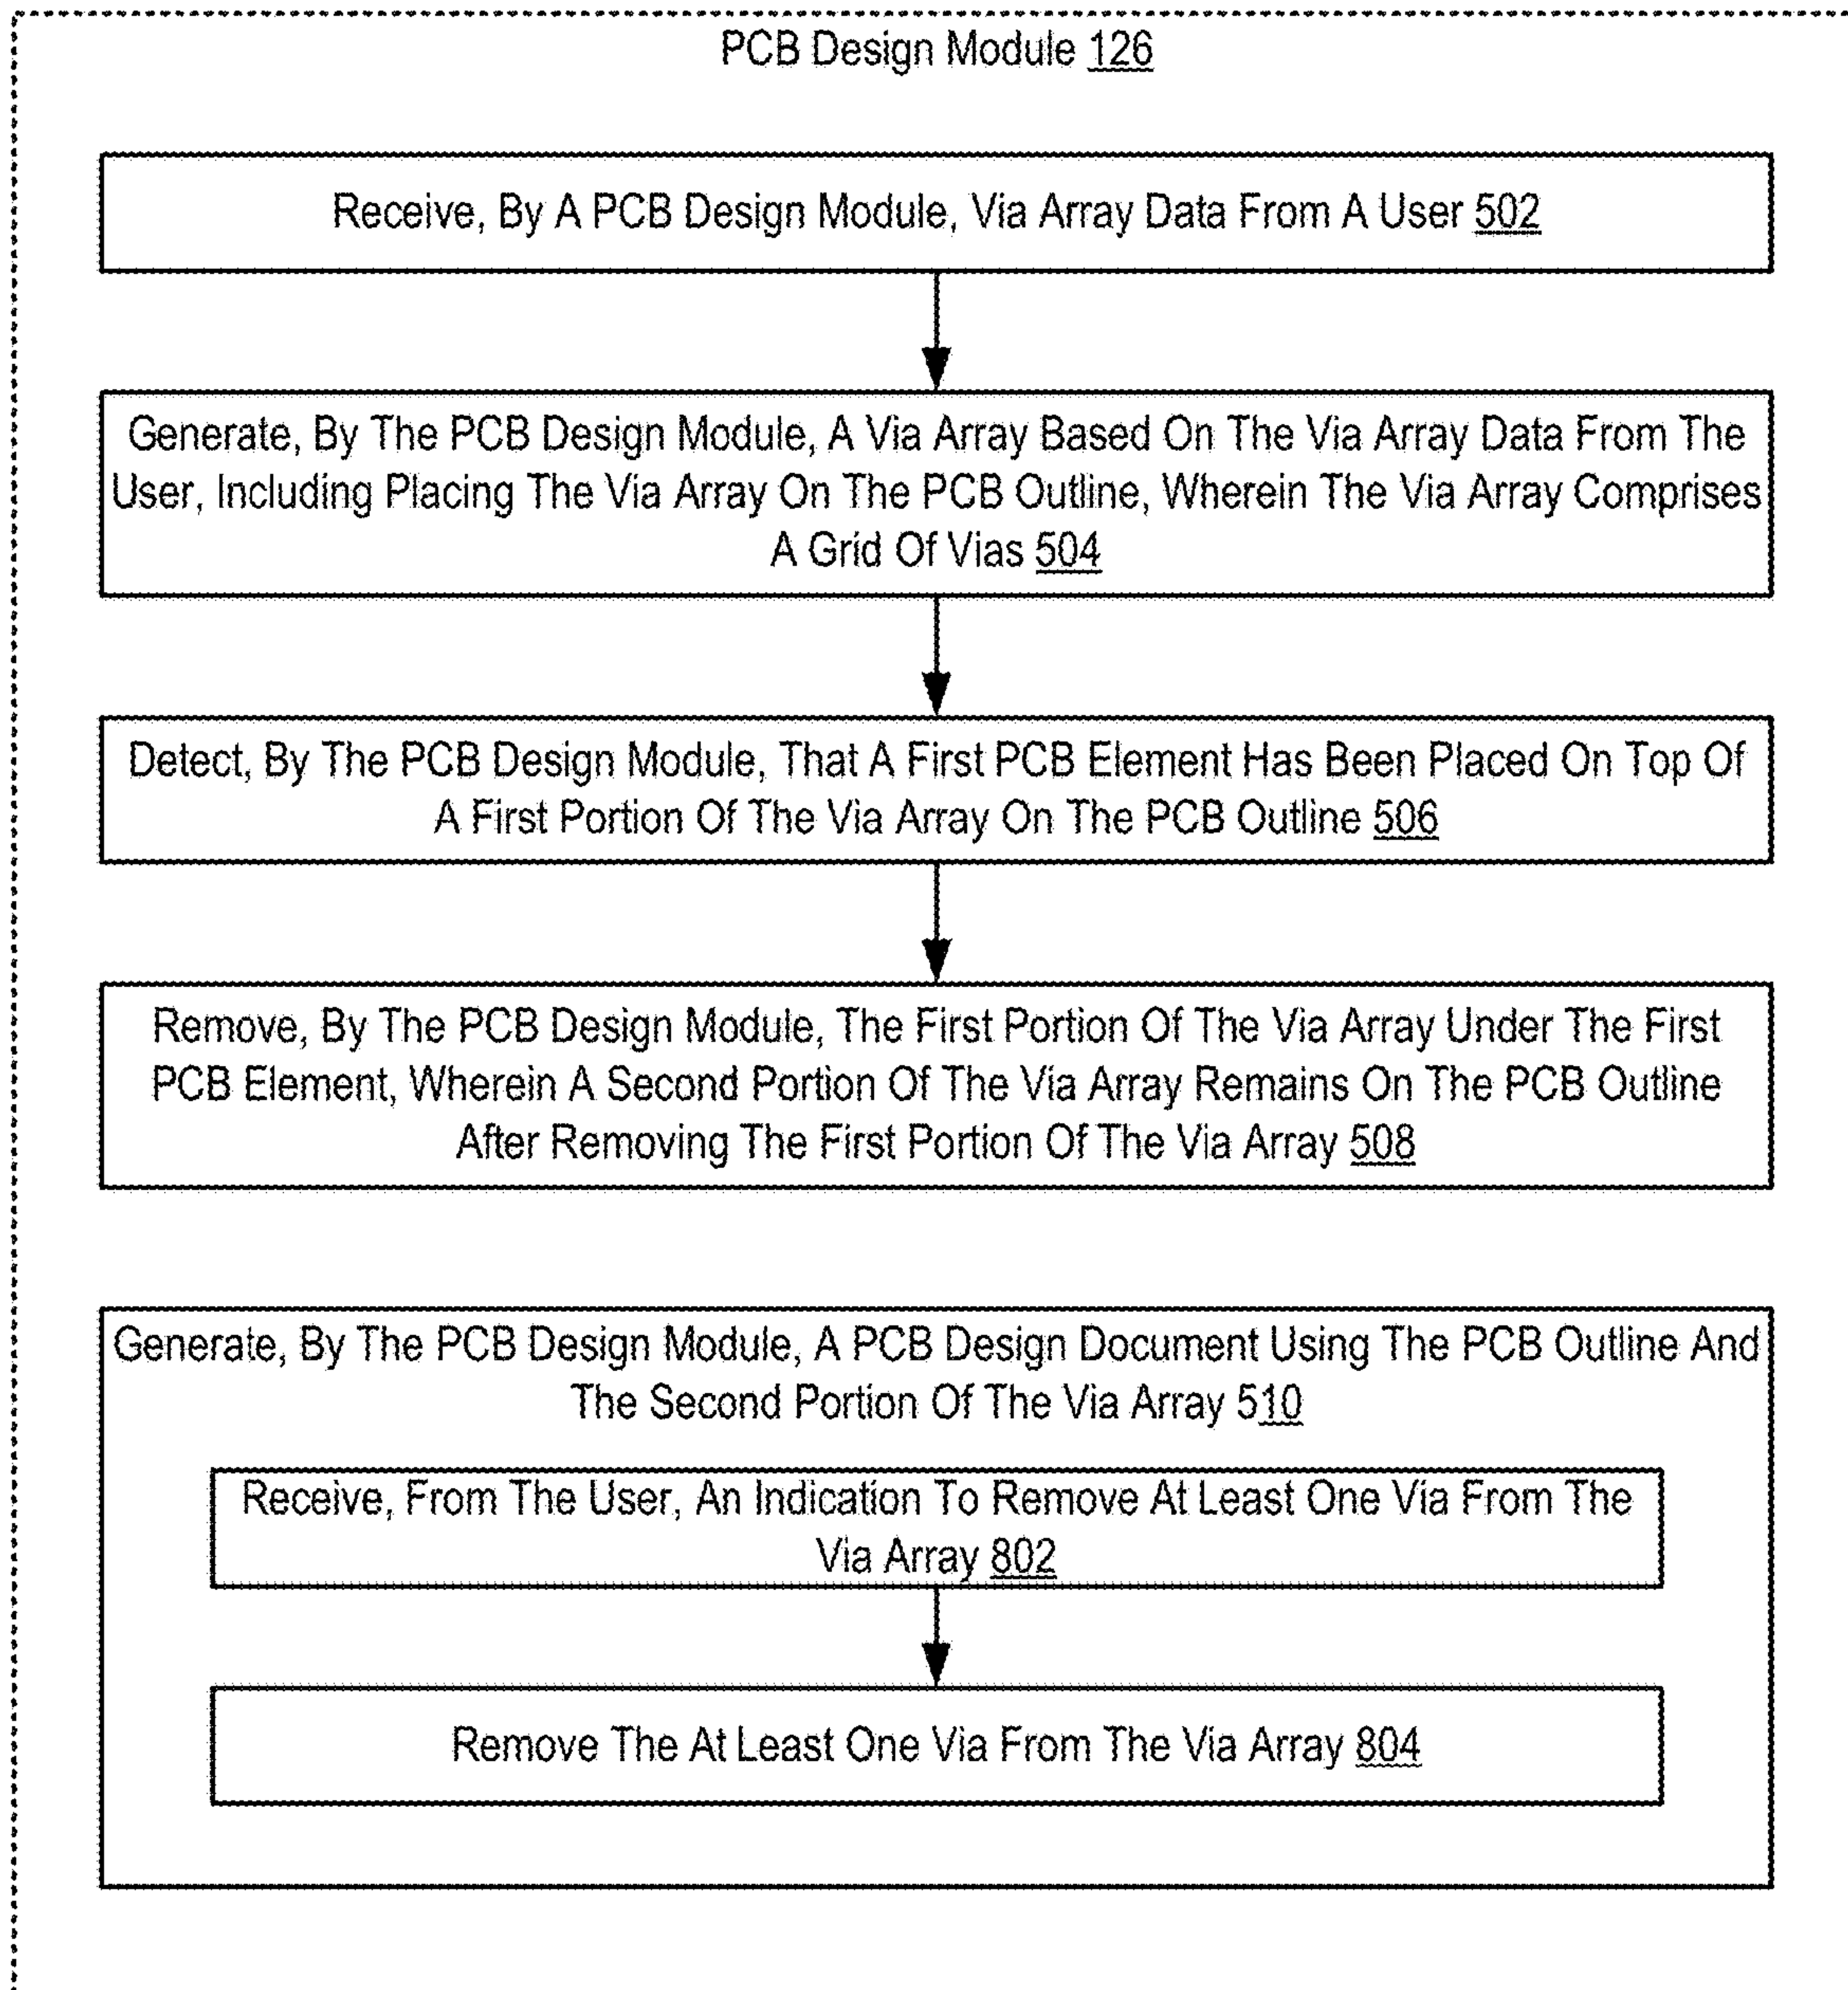 PCB Design Module 126
Receive, By A PCB Design Module, Via Array Data From A User 502
Generate, By The PCB Design Module, A Via Array Based On The Via Array Data From The
User, Including Placing The Via Array On The PCB Outline, Wherein The Via Array Comprises
A Grid Of Vias 504
Detect, By The PCB Design Module, That A First PCB Element Has Been Placed On Top Of
A First Portion Of The Via Array On The PCB Outline 506
Remove, By The PCB Design Module, The First Portion Of The Via Array Under The First
PCB Element, Wherein A Second Portion Of The Via Array Remains On The PCB Outline
After Removing The First Portion Of The Via Array 508
Generate, By The PCB Design Module, A PCB Design Document Using The PCB Outline And
The Second Portion Of The Via Array 510
Receive, From The User, An Indication To Remove At Least One Via From The
Via Array 802
Remove The At Least One Via From The Via Array 804